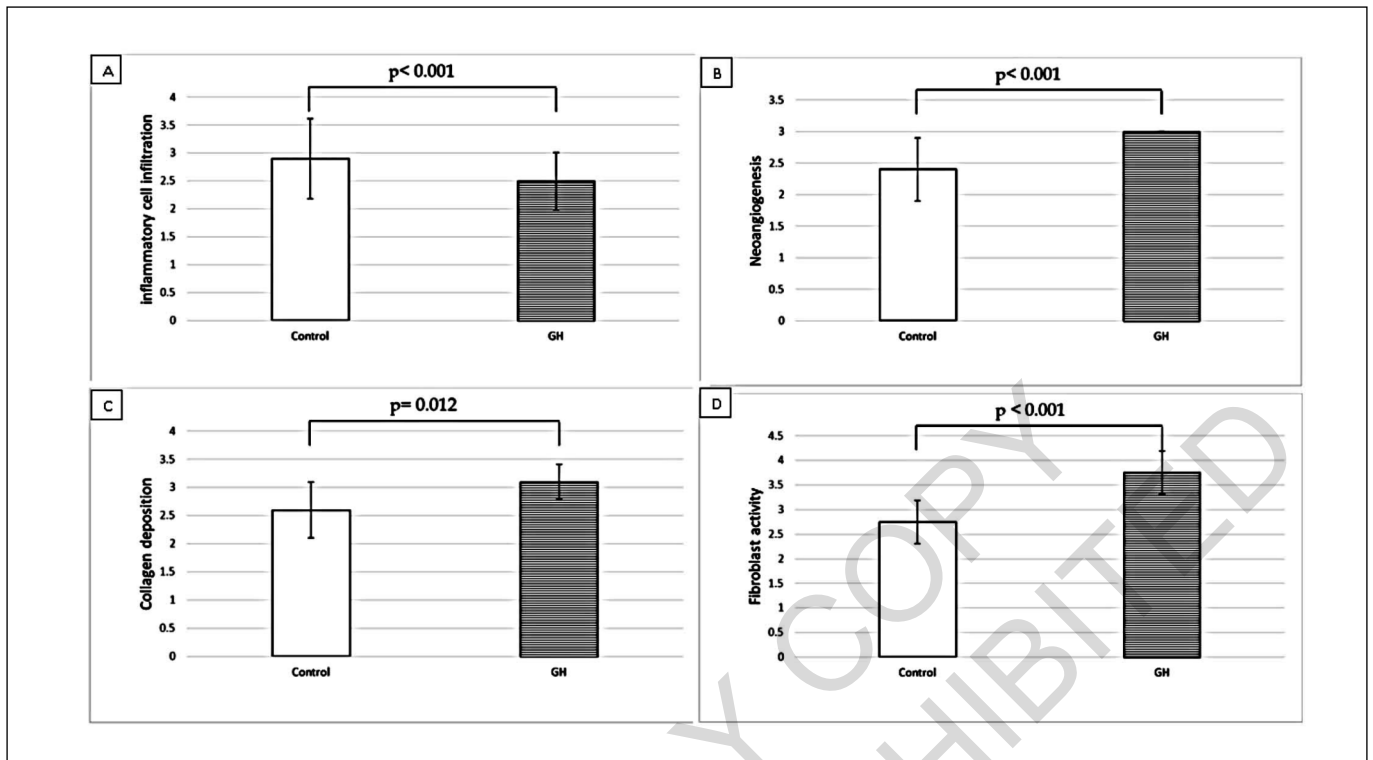 A
p< 0.001
inflammatory cell infiltration
4
3.5
3
2.5
2
1.5
1
0.5
0
Control
GH
B
p< 0.001
Neoangiogenesis
3.5
3
2.5
2
1.5
1
0.5
0
Control
GH
C
p= 0.012
Collagen deposition
4
3.5
3
2.5
2
1.5
1
0.5
0
Control
GH
D
p < 0.001
Fibroblast activity
4.5
4
3.5
3
2.5
2
1.5
1
0.5
0
Control
GH
Y COPY
HIBITED